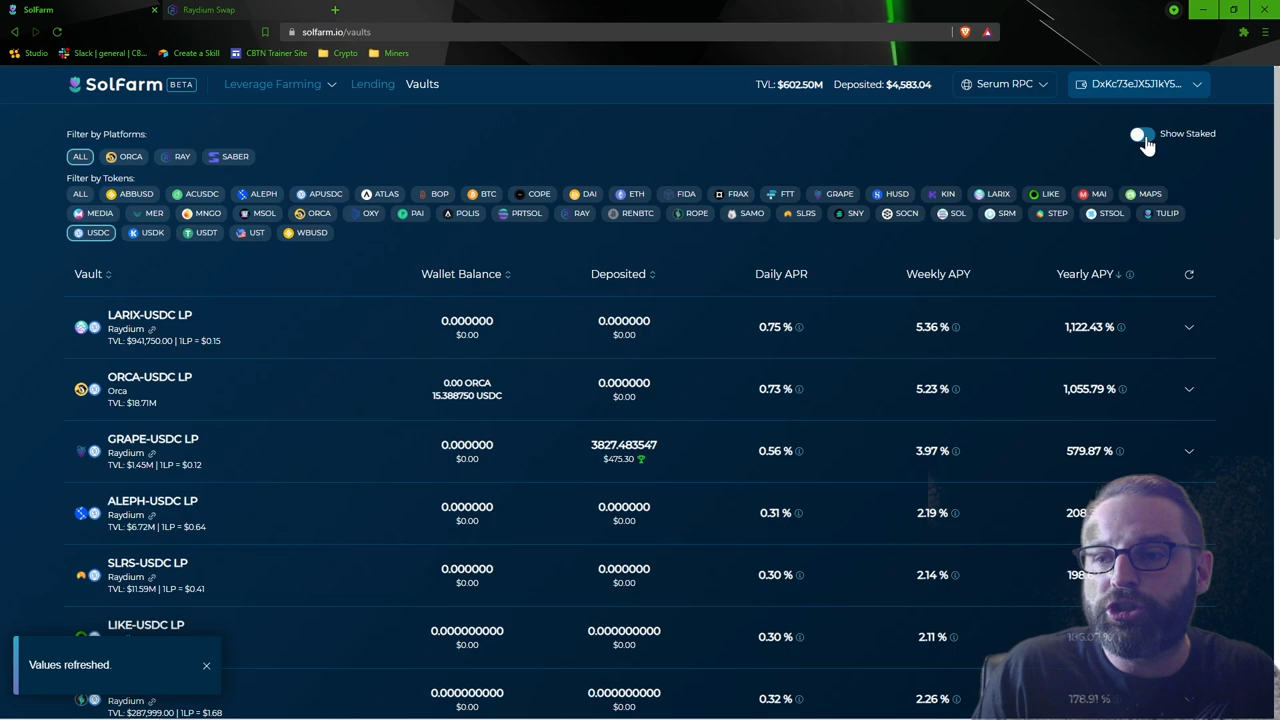 SolFarm
Raydium Swap
solfarm.io/vaults
Studio
Slack | general | CB...
Create a Skill
CBTN Trainer Site
Crypto
Miners
SolFarm BETA
Leverage Farming
Lending
Vaults
TVL: $602.50M
Deposited: $4,583.04
Serum RPC
DxKc73eJX5J1kY5...
Filter by Platforms:
Show Staked
ALL ORCA RAY SABER
Filter by Tokens:
ALL ABBUSD ACUSDC ALEPH APUSDC ATLAS BOP BTC COPE DAI ETH FIDA FRAX FTT GRAPE HUSD KIN LARIX LIKE MAI MAPS
MEDIA MER MNGO MSOL ORCA OXY PAI POLIS PRTSOL RAY RENBTC ROPE SAMO SLRS SNY SOCN SOL SRM STEP STSOL TULIP
USDC USDK USDT UST WBUSD
Vault Wallet Balance Deposited Daily APR Weekly APY Yearly APY
LARIX-USDC LP
Raydium
TVL: $941,750.00 | 1LP = $0.15
0.000000
$0.00
0.000000
$0.00
0.75 %
5.36 %
1,122.43 %
ORCA-USDC LP
Orca
TVL: $18.71M
0.00 ORCA
15.388750 USDC
0.000000
$0.00
0.73 %
5.23 %
1,055.79 %
GRAPE-USDC LP
Raydium
TVL: $1.45M | 1LP = $0.12
0.000000
$0.00
3827.483547
$475.30
0.56 %
3.97 %
579.87 %
ALEPH-USDC LP
Raydium
TVL: $6.72M | 1LP = $0.64
0.000000
$0.00
0.000000
$0.00
0.31 %
2.19 %
SLRS-USDC LP
Raydium
TVL: $11.59M | 1LP = $0.41
0.000000
$0.00
0.000000
$0.00
0.30 %
2.14 %
LIKE-USDC LP
0.000000000
$0.00
0.000000000
$0.00
0.30 %
2.11 %
Raydium
TVL: $287,999.00 | 1LP = $1.68
0.000000000
$0.00
0.000000000
$0.00
0.32 %
2.26 %
178.91 %
Values refreshed.